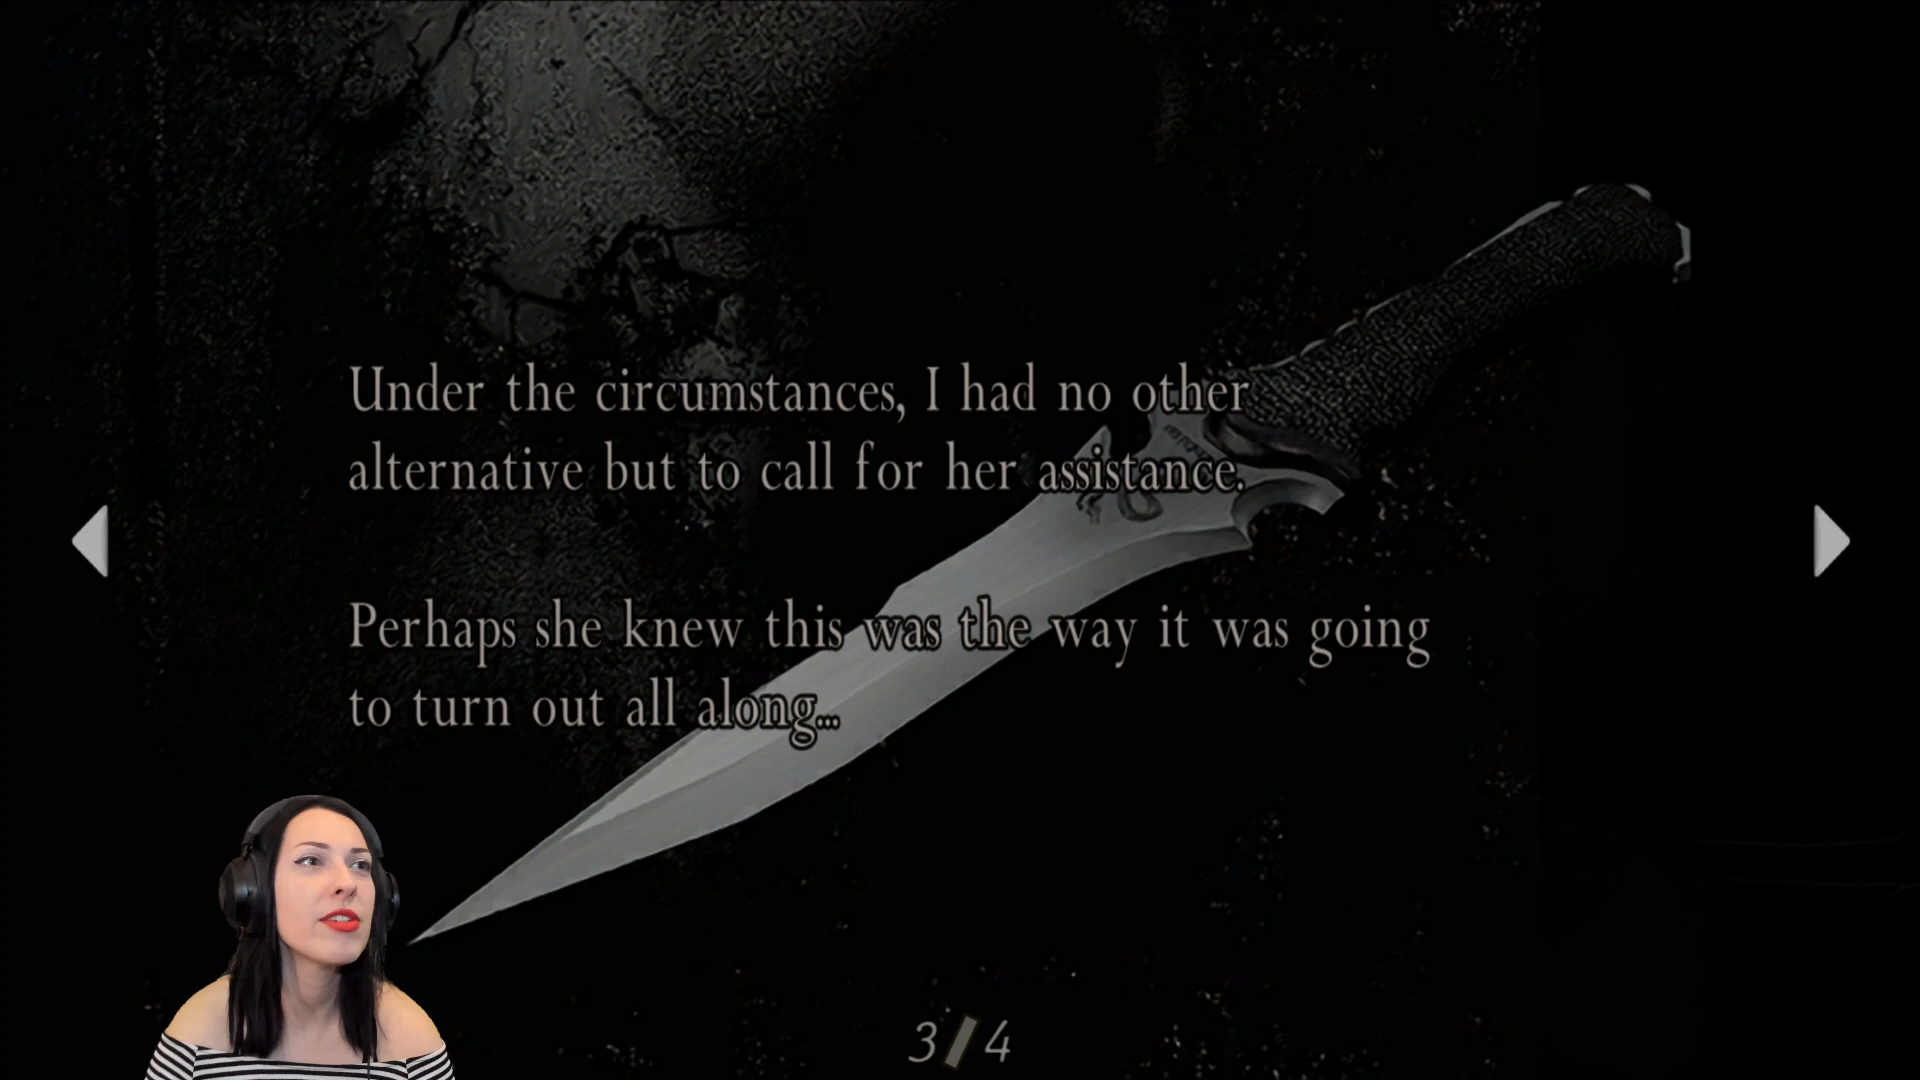 Under the circumstances, I had no other
alternative but to call for her assistance.
Perhaps she knew this was the way it was going
to turn out all along...
3/4